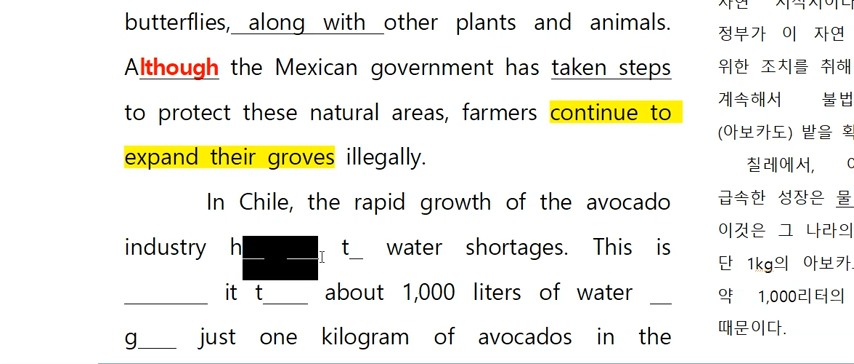 butterflies, along with other plants and animals.
Although the Mexican government has taken steps
to protect these natural areas, farmers continue to
expand their groves illegally.
In Chile, the rapid growth of the avocado
industry h__ ___ t_ water shortages. This is
_______ it t____ about 1,000 liters of water __
g___ just one kilogram of avocados in the
정부가 이 자연
위한 조치를 취해
계속해서 불법
(아보카도) 밭을 확
칠레에서,
급속한 성장은 물
이것은 그 나라의
단 1kg의 아보카
약 1,000리터의
때문이다.